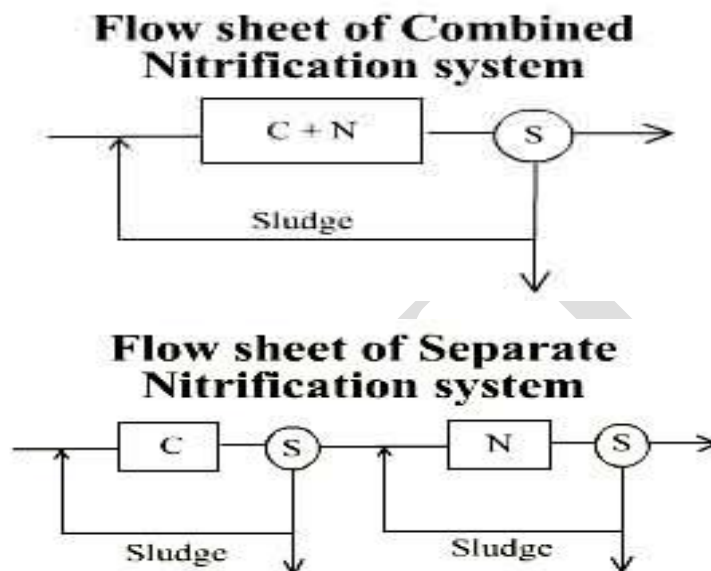 Flow sheet of Combined
Nitrification system
C + N
S
Sludge
Flow sheet of Separate
Nitrification system
C
S
N
S
Sludge
Sludge